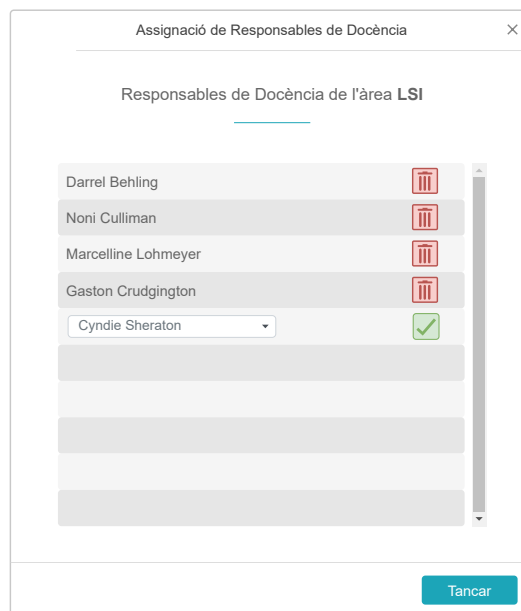 Assignació de Responsables de Docència
Responsables de Docència de l'àrea LSI
Darrel Behling
Noni Culliman
Marcelline Lohmeyer
Gaston Crudgington
Cyndie Sheraton
Tancar